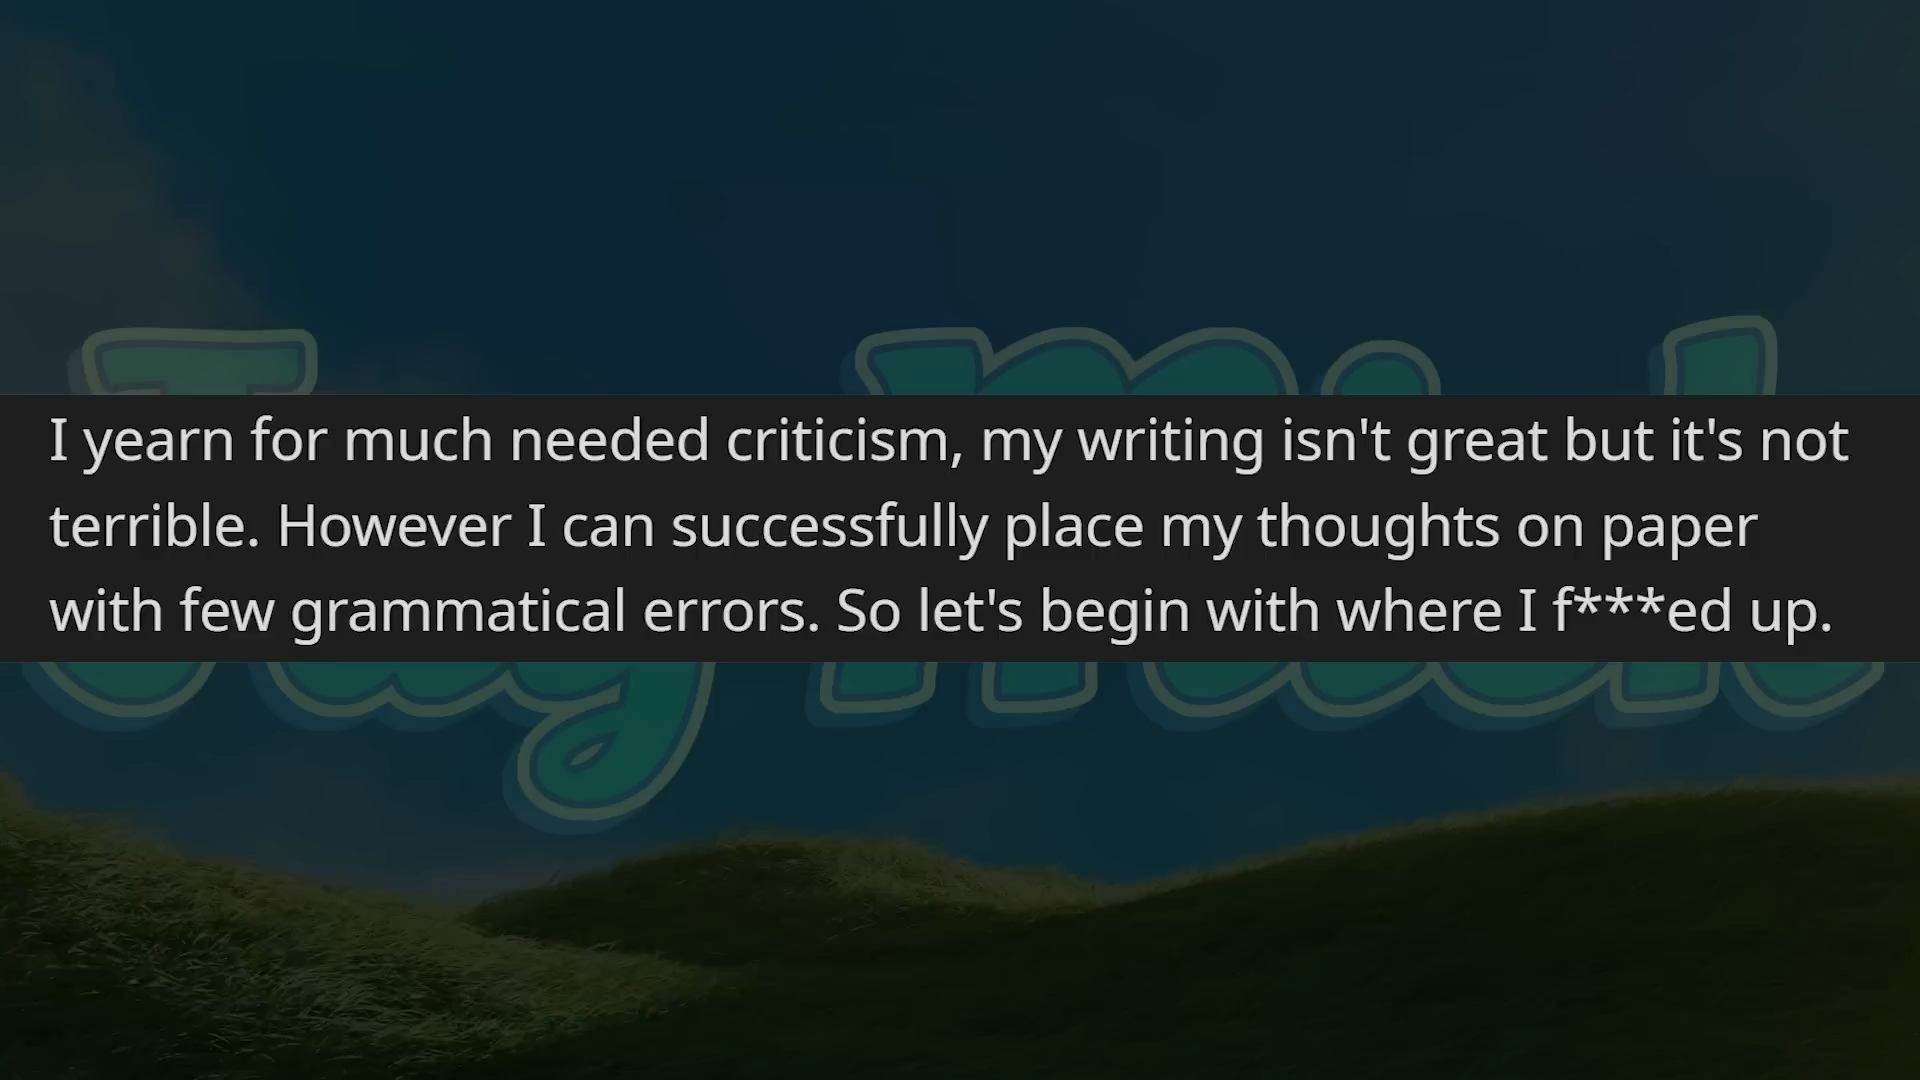 I yearn for much needed criticism, my writing isn't great but it's not
terrible. However I can successfully place my thoughts on paper
with few grammatical errors. So let's begin with where I f***ed up.